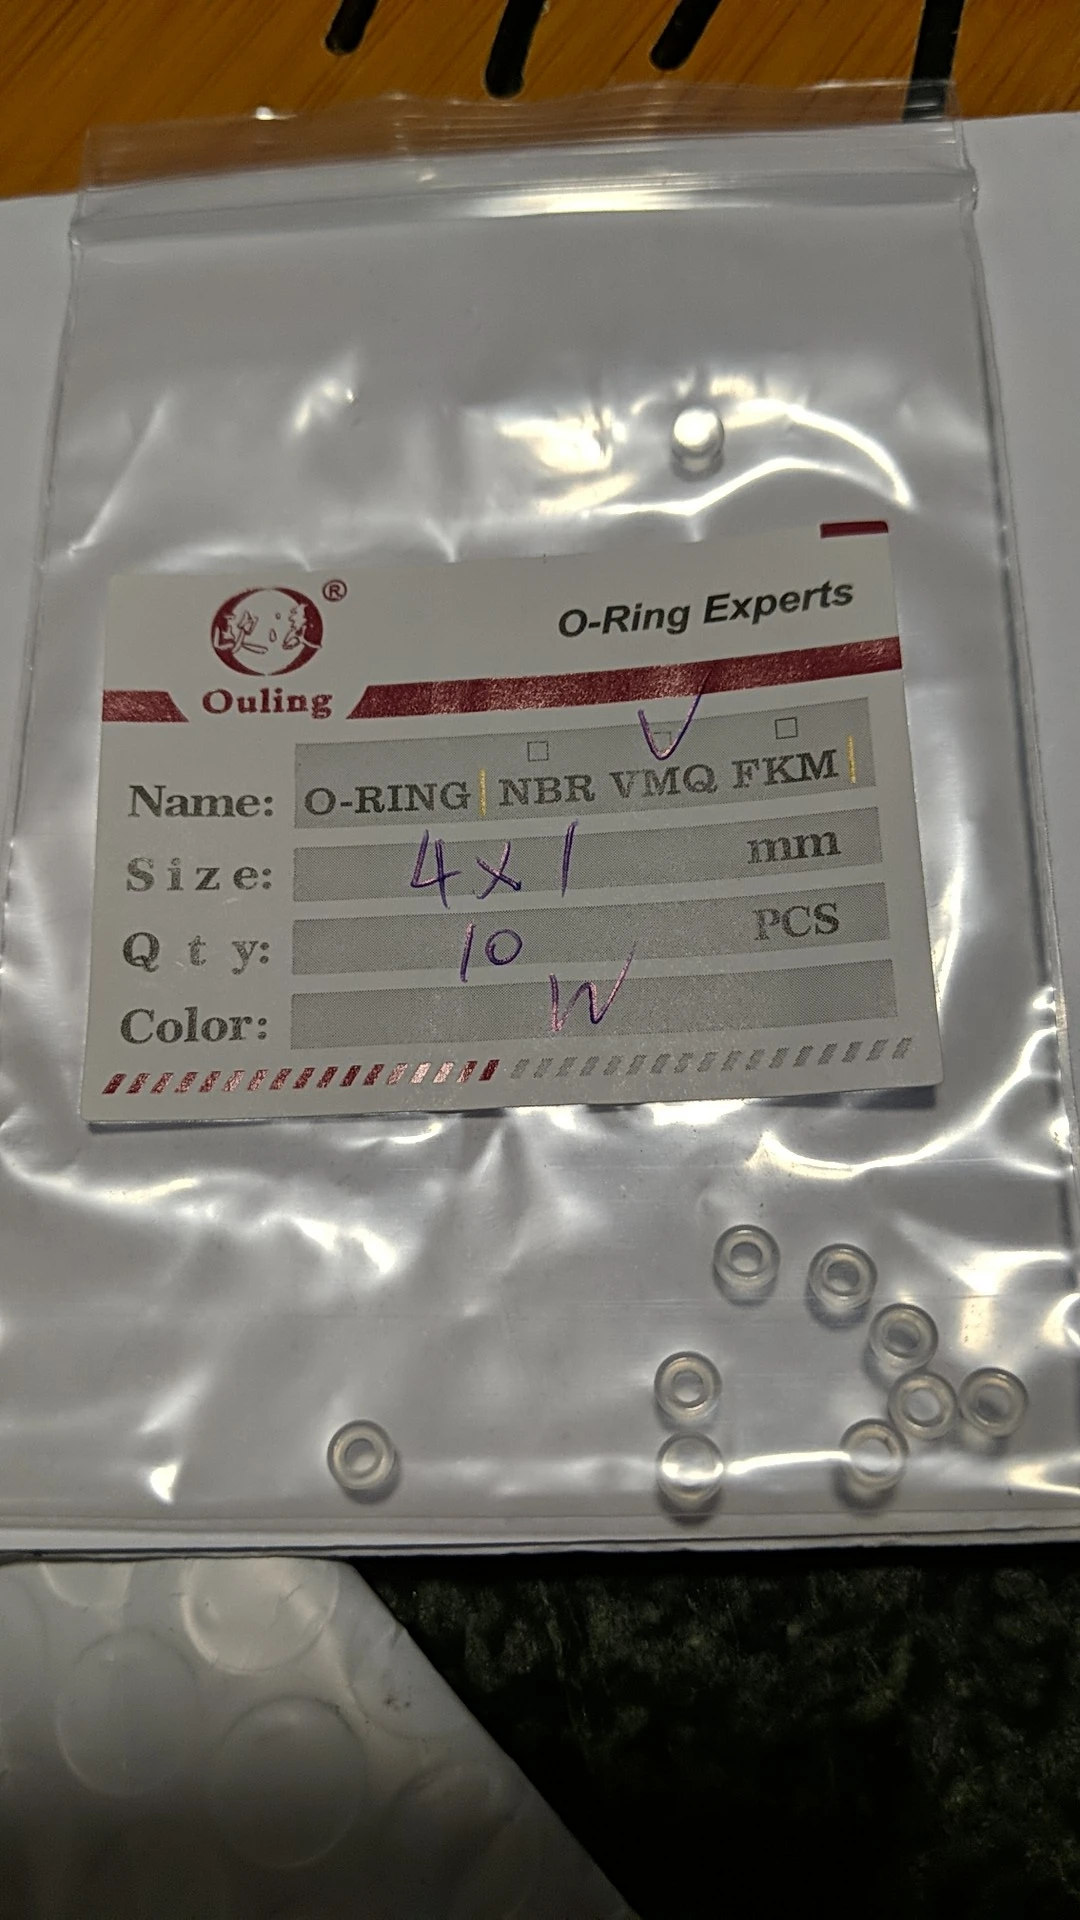 ®
O-Ring Experts
Ouling
Name: O-RING | NBR VMQ FKM |
Size: 4x1 mm
Qty: 10 PCS
Color: W